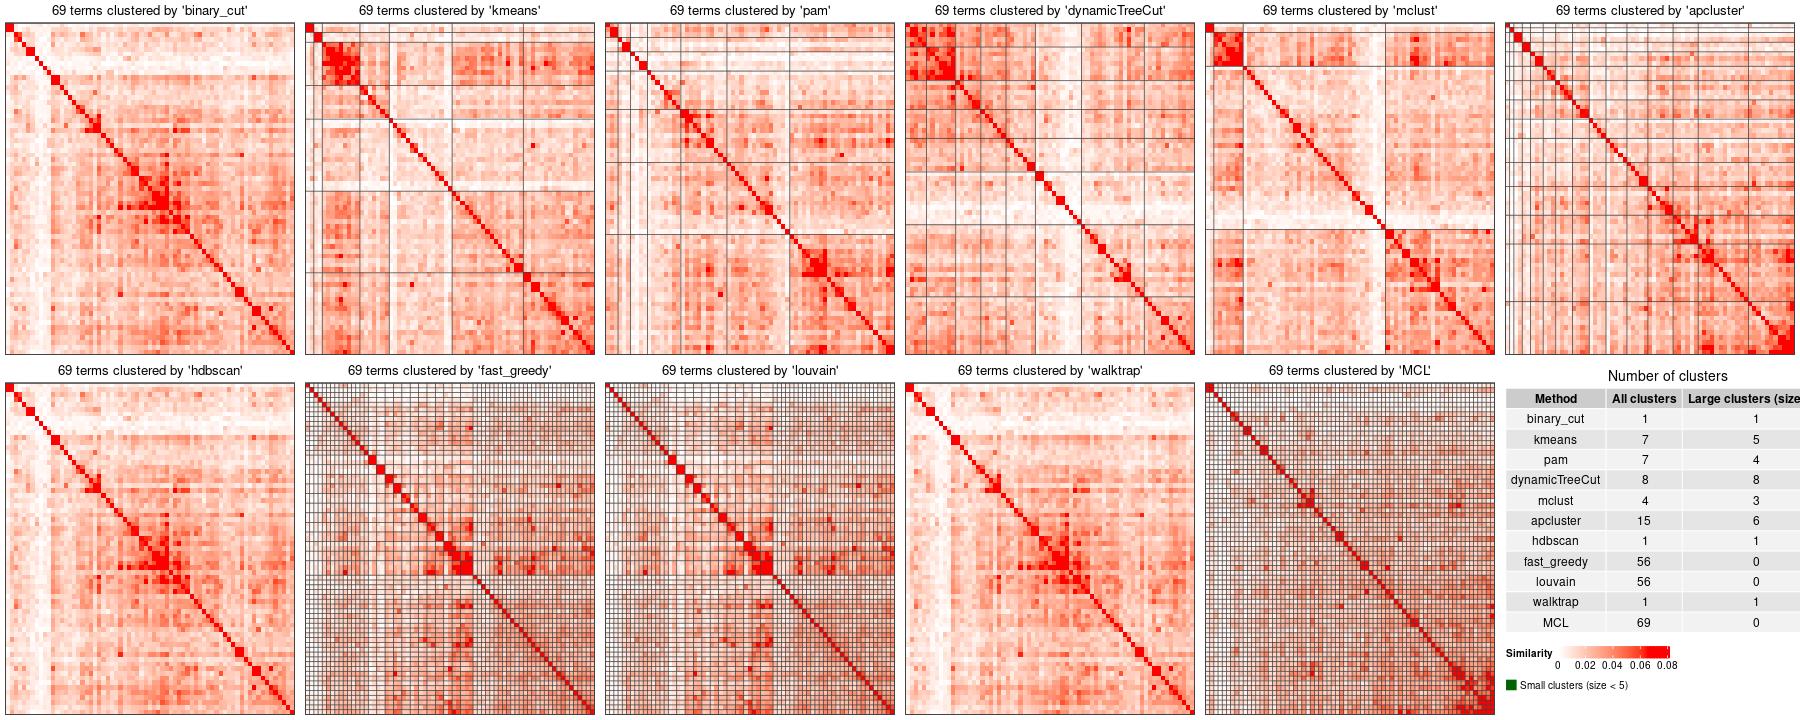 69 terms clustered by 'binary_cut'
69 terms clustered by 'kmeans'
69 terms clustered by 'pam'
69 terms clustered by 'dynamicTreeCut'
69 terms clustered by 'mclust'
69 terms clustered by 'apcluster'
69 terms clustered by 'hdbscan'
69 terms clustered by 'fast_greedy'
69 terms clustered by 'louvain'
69 terms clustered by 'walktrap'
69 terms clustered by 'MCL'
Number of clusters
Method All clusters Large clusters (size
binary_cut 1 1
kmeans 7 5
pam 7 4
dynamicTreeCut 8 8
mclust 4 3
apcluster 15 6
hdbscan 1 1
fast_greedy 56 0
louvain 56 0
walktrap 1 1
MCL 69 0
Similarity
0 0.02 0.04 0.06 0.08
Small clusters (size < 5)